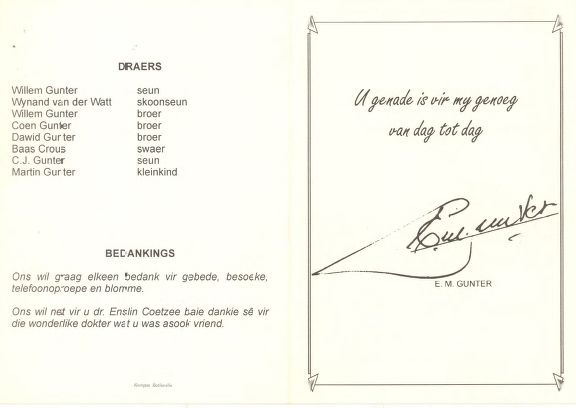 DRAERS
Willem Gunter seun
Wynand van der Watt skoonseun
Willem Gunter broer
Coen Gunter broer
Dawid Gunter broer
Baas Crous swaer
C.J. Gunter seun
Martin Gunter kleinkind
BEDANKINGS
Ons wil graag elkeen bedank vir gebede, besoeke,
telefoonoproepe en blomme.
Ons wil net vir u dr. Enslin Coetzee baie dankie sê vir
die wonderlike dokter wat u was asook vriend.
U genade is vir my genoeg
van dag tot dag
E. M. GUNTER